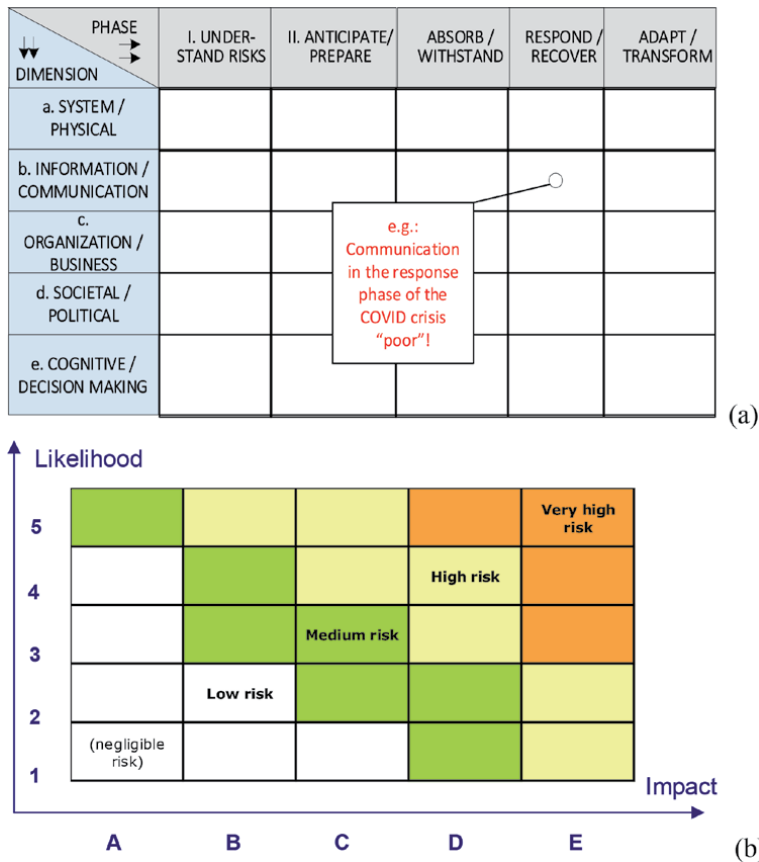 PHASE
DIMENSION
I. UNDER-
STAND RISKS
II. ANTICIPATE/
PREPARE
ABSORB /
WITHSTAND
RESPOND /
RECOVER
ADAPT /
TRANSFORM
a. SYSTEM /
PHYSICAL
b. INFORMATION /
COMMUNICATION
c.
ORGANIZATION /
BUSINESS
d. SOCIETAL /
POLITICAL
e. COGNITIVE /
DECISION MAKING
e.g.:
Communication
in the response
phase of the
COVID crisis
“poor”!
(a)
Likelihood
5
Very high
risk
4
High risk
3
Medium risk
2
Low risk
1
(negligible
risk)
Impact
A B C D E
(b)